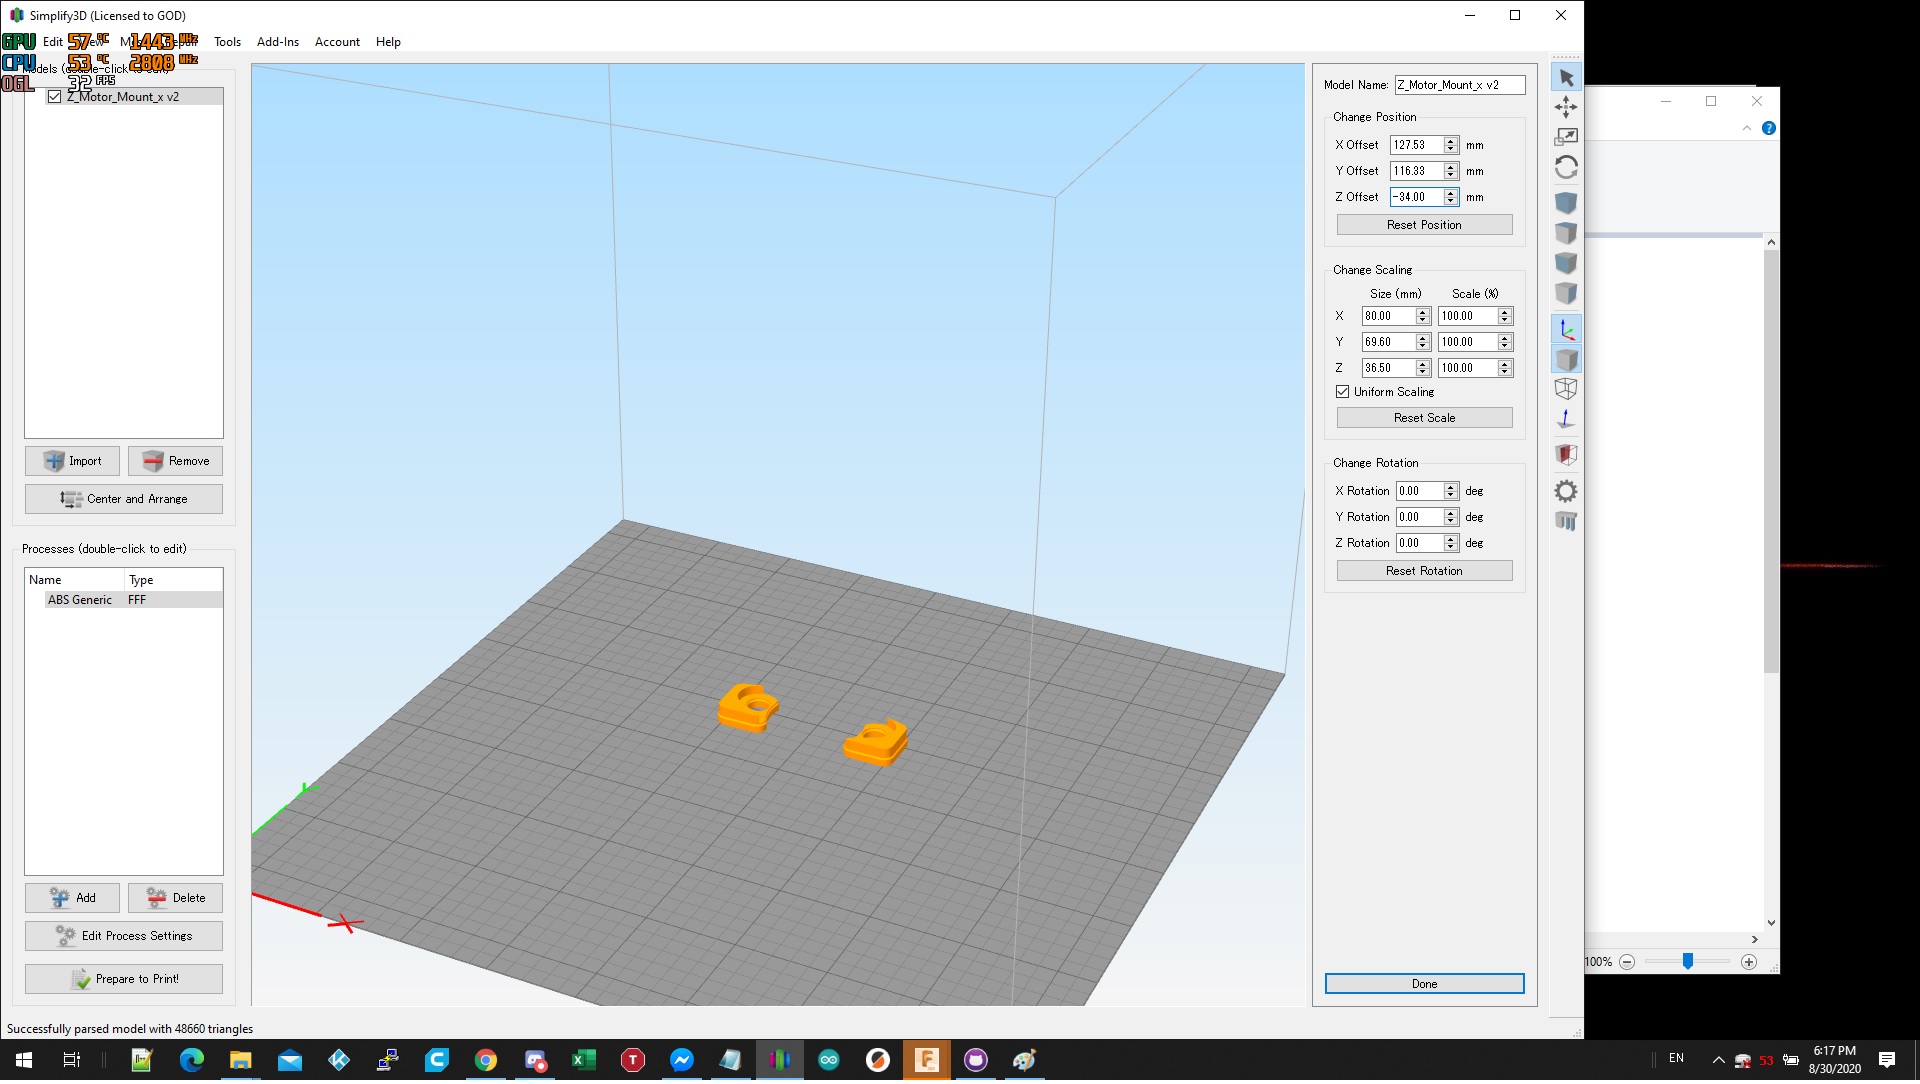 Simplify3D (Licensed to GOD)
GPU 57 °C 1443 MHz
CPU 53 °C 2808 MHz
OGL 32 FPS
Edit Tools Add-Ins Account Help
Models (double-click to edit)
Z_Motor_Mount_x v2
Import Remove
Center and Arrange
Processes (double-click to edit)
Name Type
ABS Generic FFF
Add Delete
Edit Process Settings
Prepare to Print!
Successfully parsed model with 48660 triangles
Model Name: Z_Motor_Mount_x v2
Change Position
X Offset 127.53 mm
Y Offset 116.33 mm
Z Offset -34.00 mm
Reset Position
Change Scaling
Size (mm) Scale (%)
X 80.00 100.00
Y 69.60 100.00
Z 36.50 100.00
Uniform Scaling
Reset Scale
Change Rotation
X Rotation 0.00 deg
Y Rotation 0.00 deg
Z Rotation 0.00 deg
Reset Rotation
Done
100%
EN
53
6:17 PM
8/30/2020